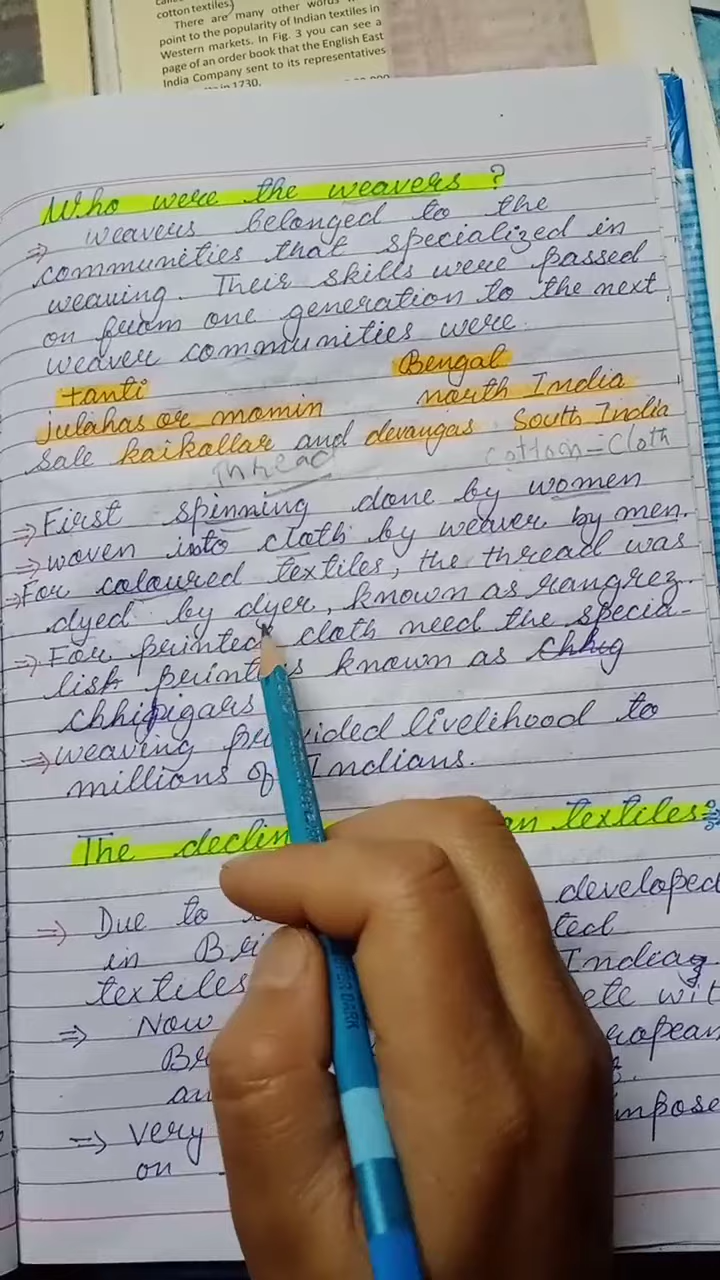 cotton textiles.
There are many other words
point to the popularity of Indian textiles in
Western markets. In Fig. 3 you can see a
page of an order book that the English East
India Company sent to its representatives
in 1730.
Who were the weavers ?
⇒ weavers belonged to the
communities that specialized in
weaving. Their skills were passed
on from one generation to the next
weaver communities were.
tanti Bengal
julahas or momin north India
Sale kaikallar and devangas South India
Thread cotton – Cloth
⇒ First spinning done by women
⇒ woven into cloth by weaver by men.
⇒ For coloured textiles, the thread was
dyed by dyer, known as rangrez.
⇒ For printed cloth need the specia-
list known as
chhipigars
⇒ weaving livelihood to
millions of Indians.
The textiles
⇒ Due to developed
in
textiles
⇒ Now

⇒ very impose
on